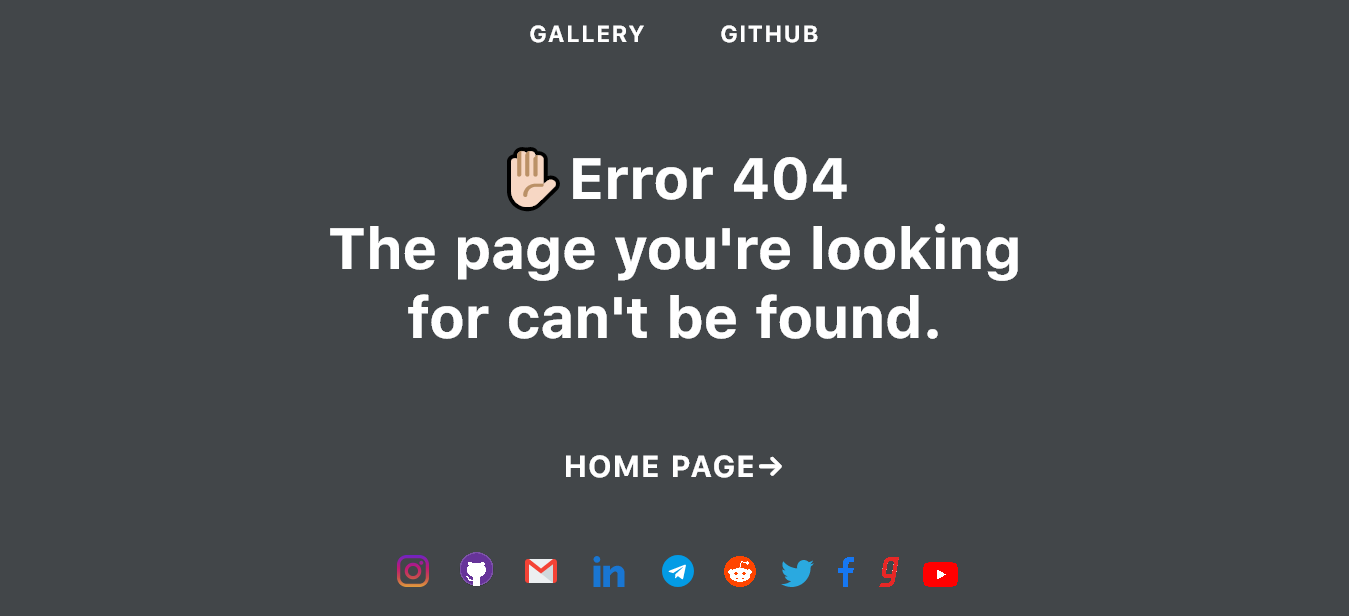 GALLERY GITHUB
Error 404
The page you're looking
for can't be found.
HOME PAGE→
in
f
g